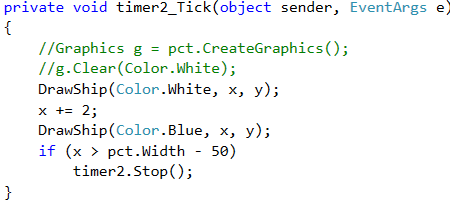 private void timer2_Tick(object sender, EventArgs e)
{
//Graphics g = pct.CreateGraphics();
//g.Clear(Color.White);
DrawShip(Color.White, x, y);
x += 2;
DrawShip(Color.Blue, x, y);
if (x > pct.Width - 50)
timer2.Stop();
}